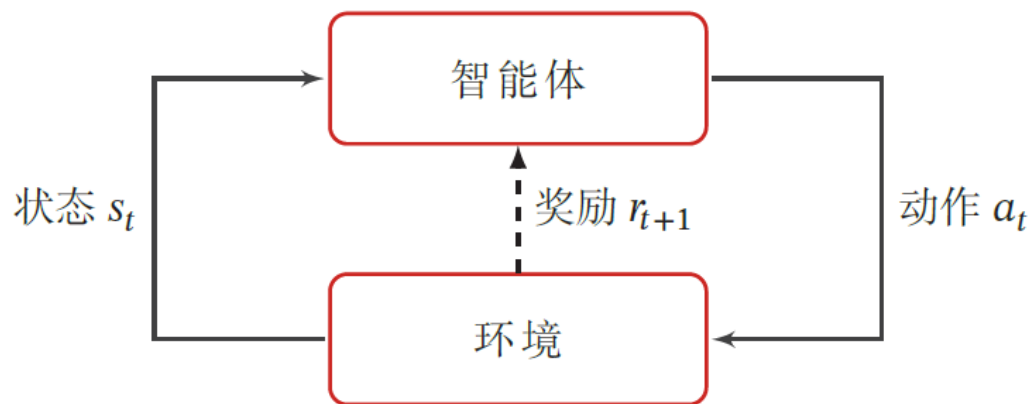 智能体
状态 s_t
奖励 r_{t+1}
动作 a_t
环境